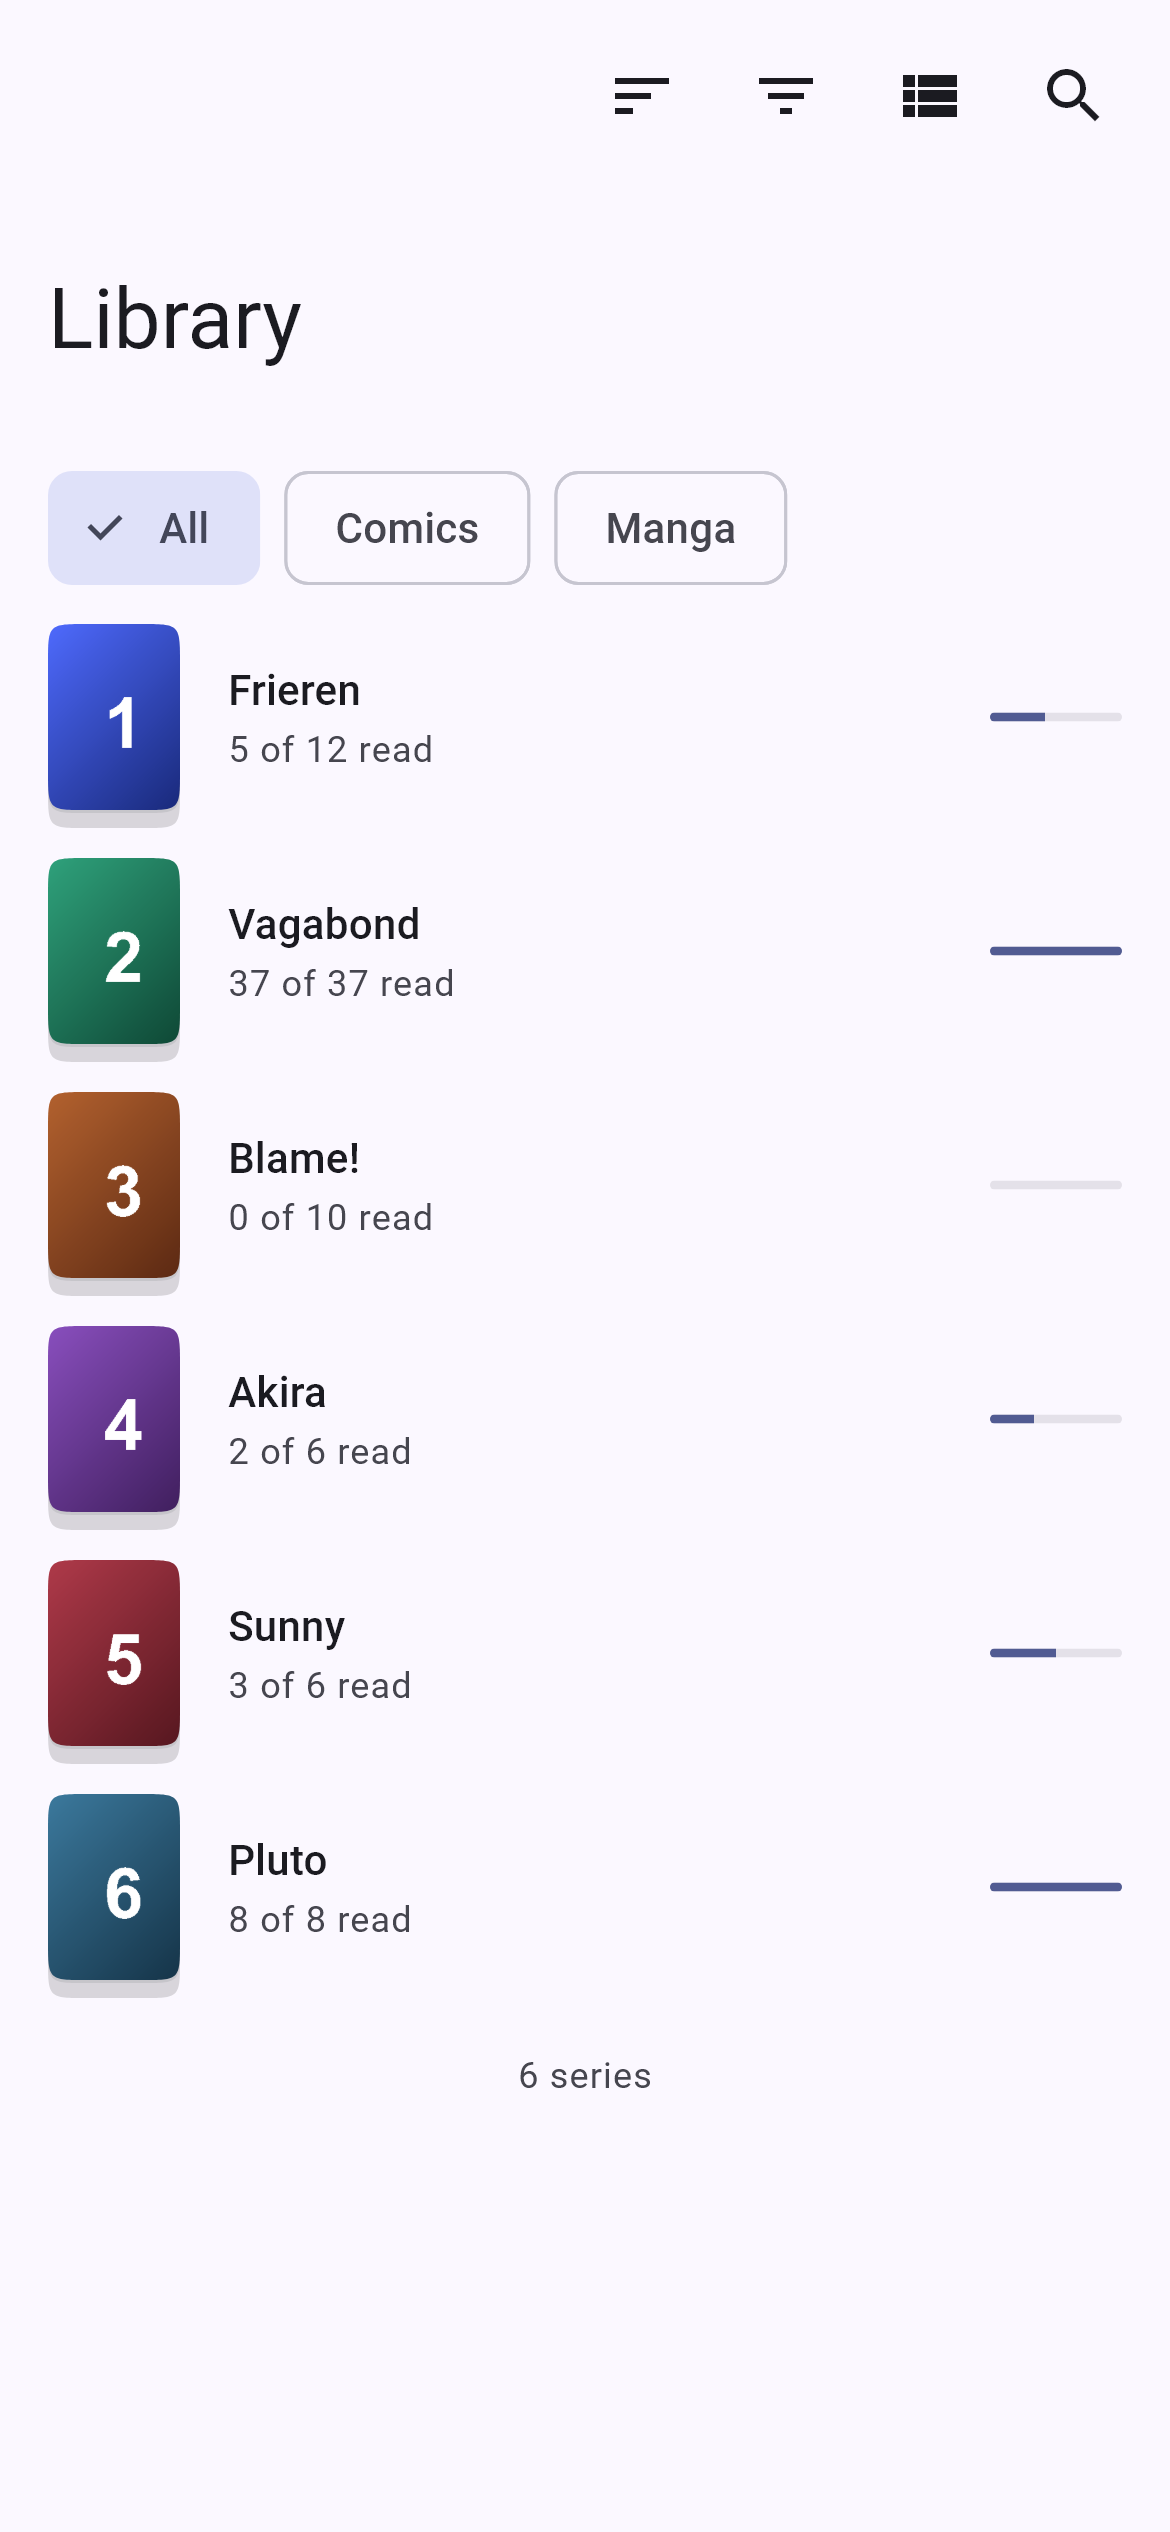 Library
All
Comics
Manga
1
Frieren
5 of 12 read
2
Vagabond
37 of 37 read
3
Blame!
0 of 10 read
4
Akira
2 of 6 read
5
Sunny
3 of 6 read
6
Pluto
8 of 8 read
6 series